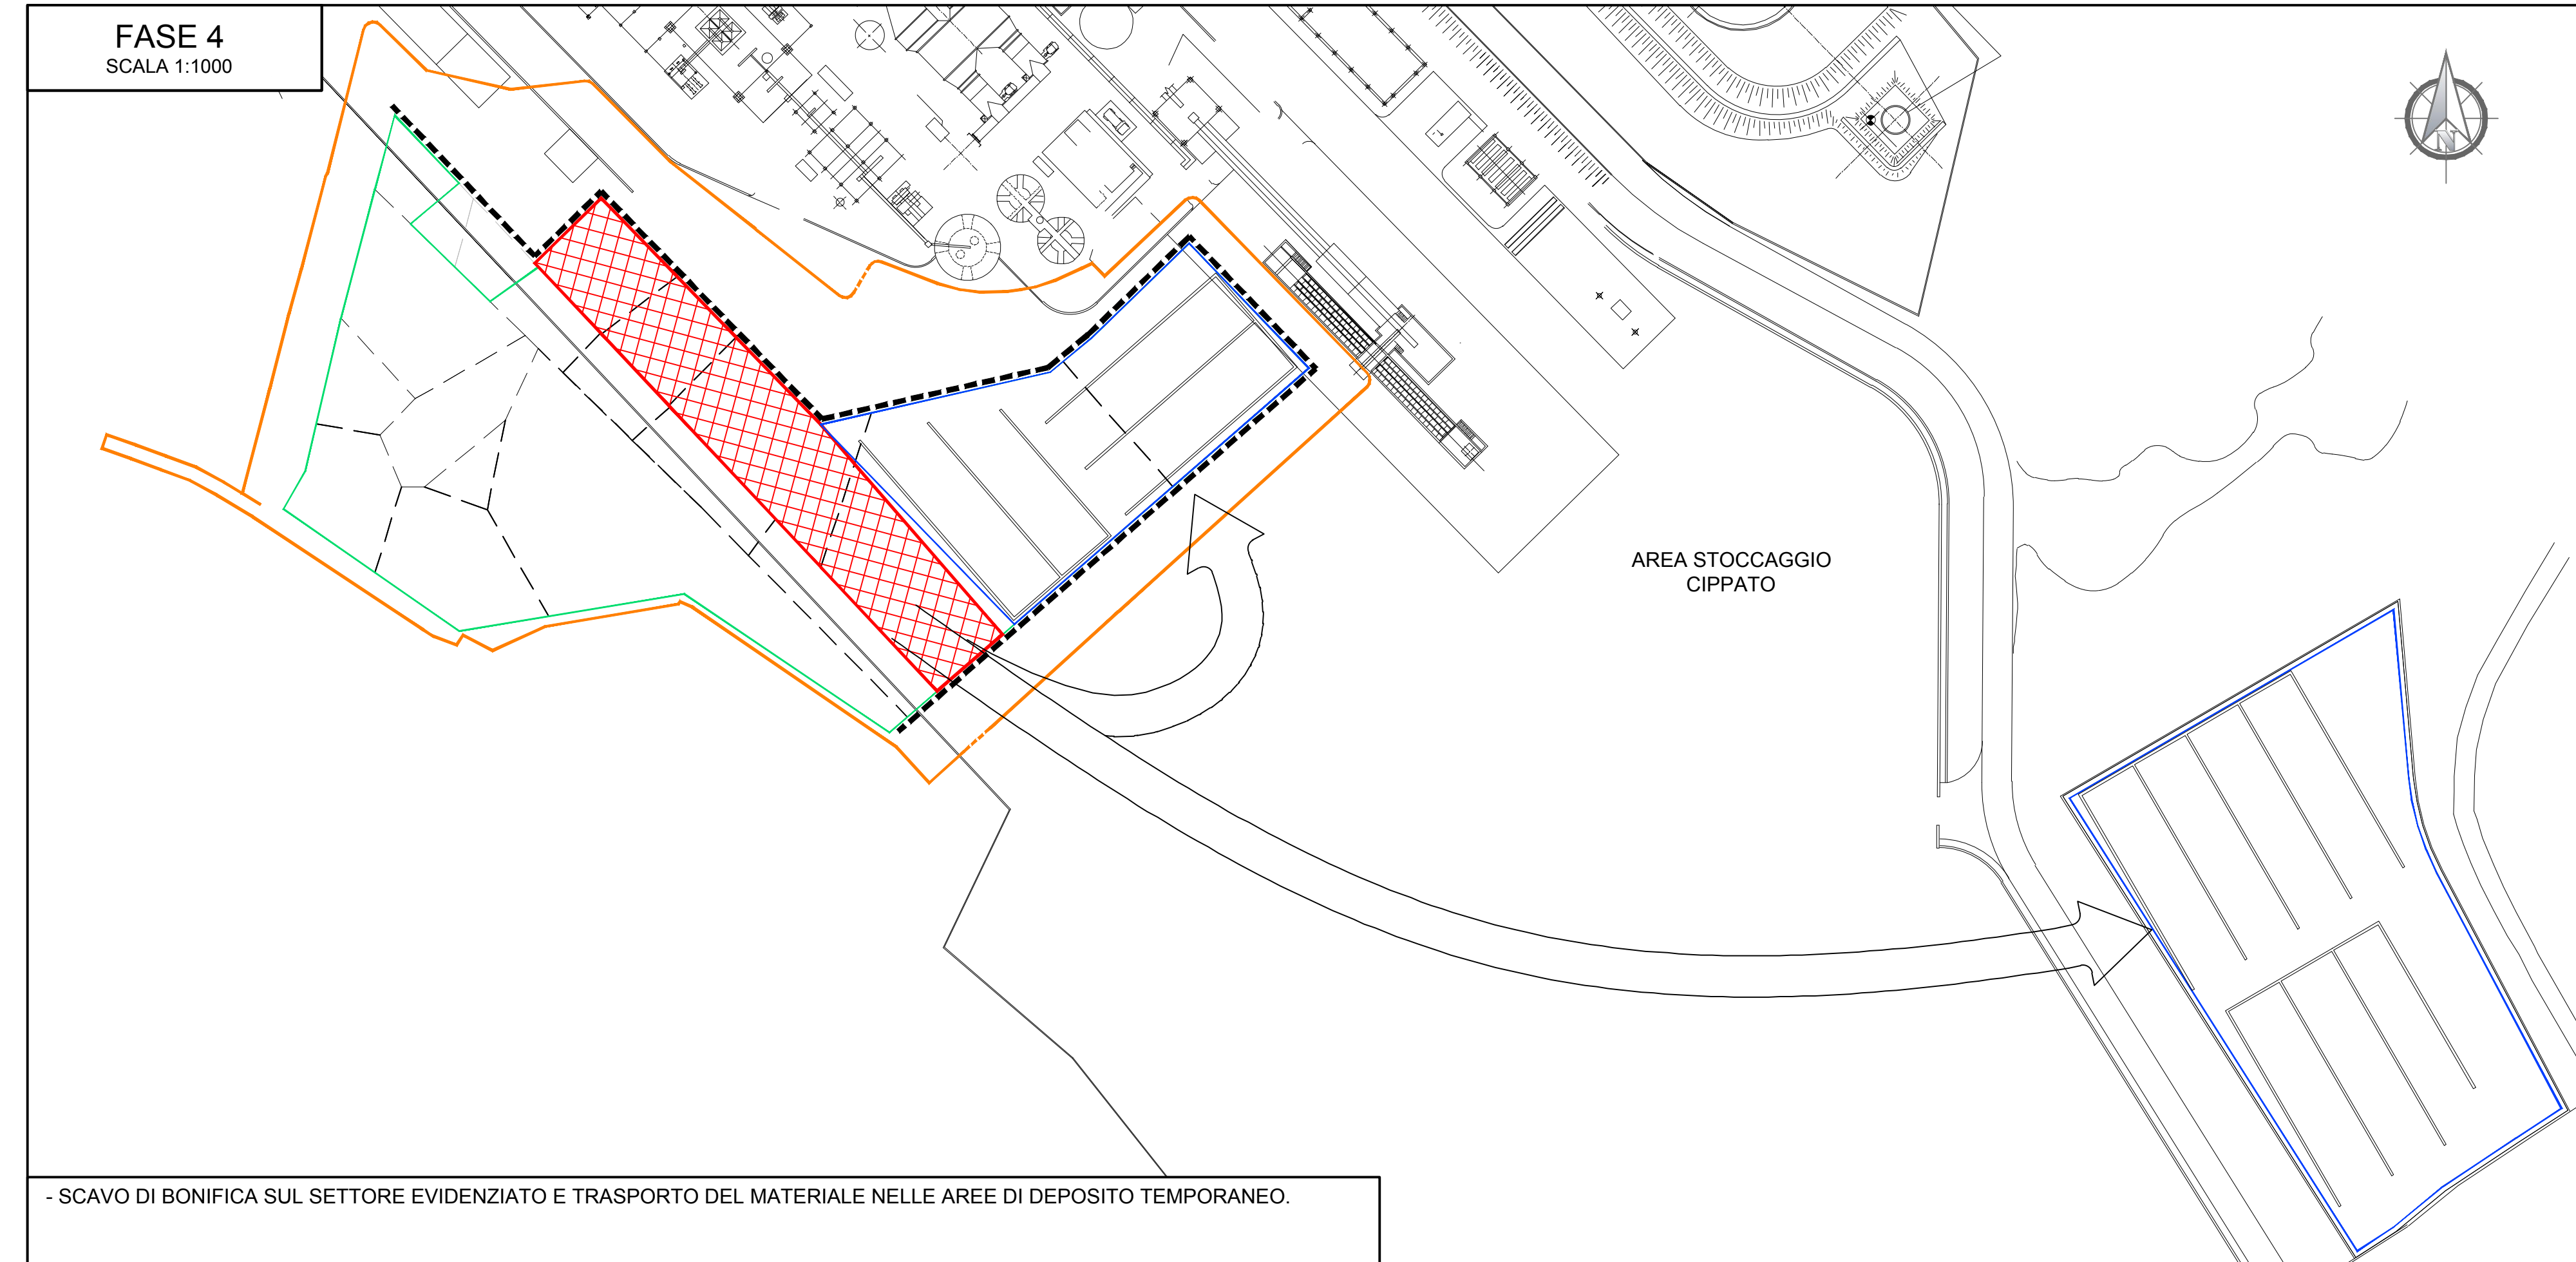 FASE 4
SCALA 1:1000
N
AREA STOCCAGGIO
CIPPATO
- SCAVO DI BONIFICA SUL SETTORE EVIDENZIATO E TRASPORTO DEL MATERIALE NELLE AREE DI DEPOSITO TEMPORANEO.